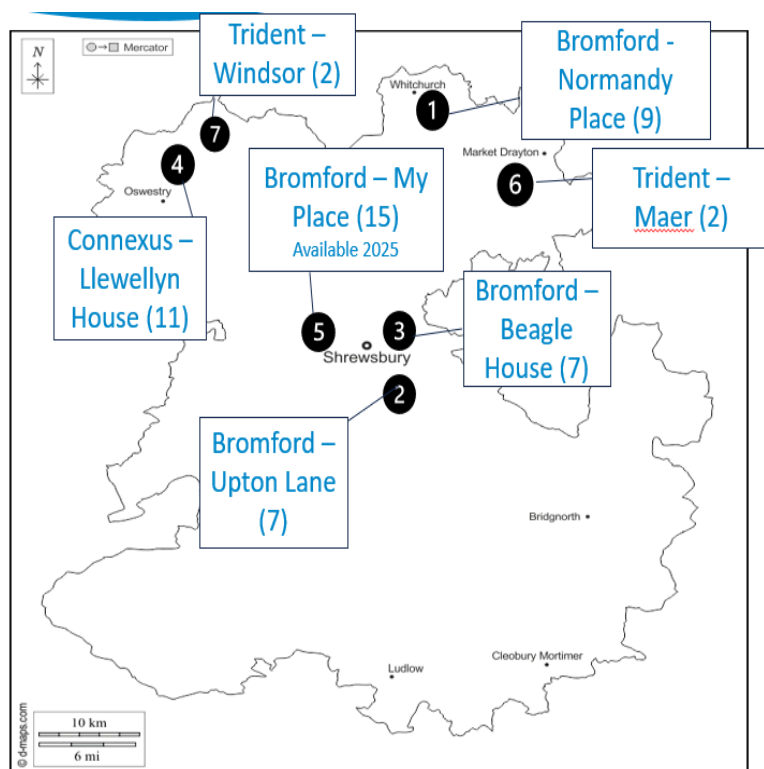 N
Mercator
Trident –
Windsor (2)
Bromford -
Normandy
Place (9)
Whitchurch
1
7
Market Drayton
4
Oswestry
Bromford – My
Place (15)
Available 2025
6
Trident –
Maer (2)
Connexus –
Llewellyn
House (11)
Bromford –
Beagle
House (7)
5
3
Shrewsbury
2
Bromford –
Upton Lane
(7)
Bridgnorth
Ludlow
Cleobury Mortimer
10 km
6 mi
© d-maps.com